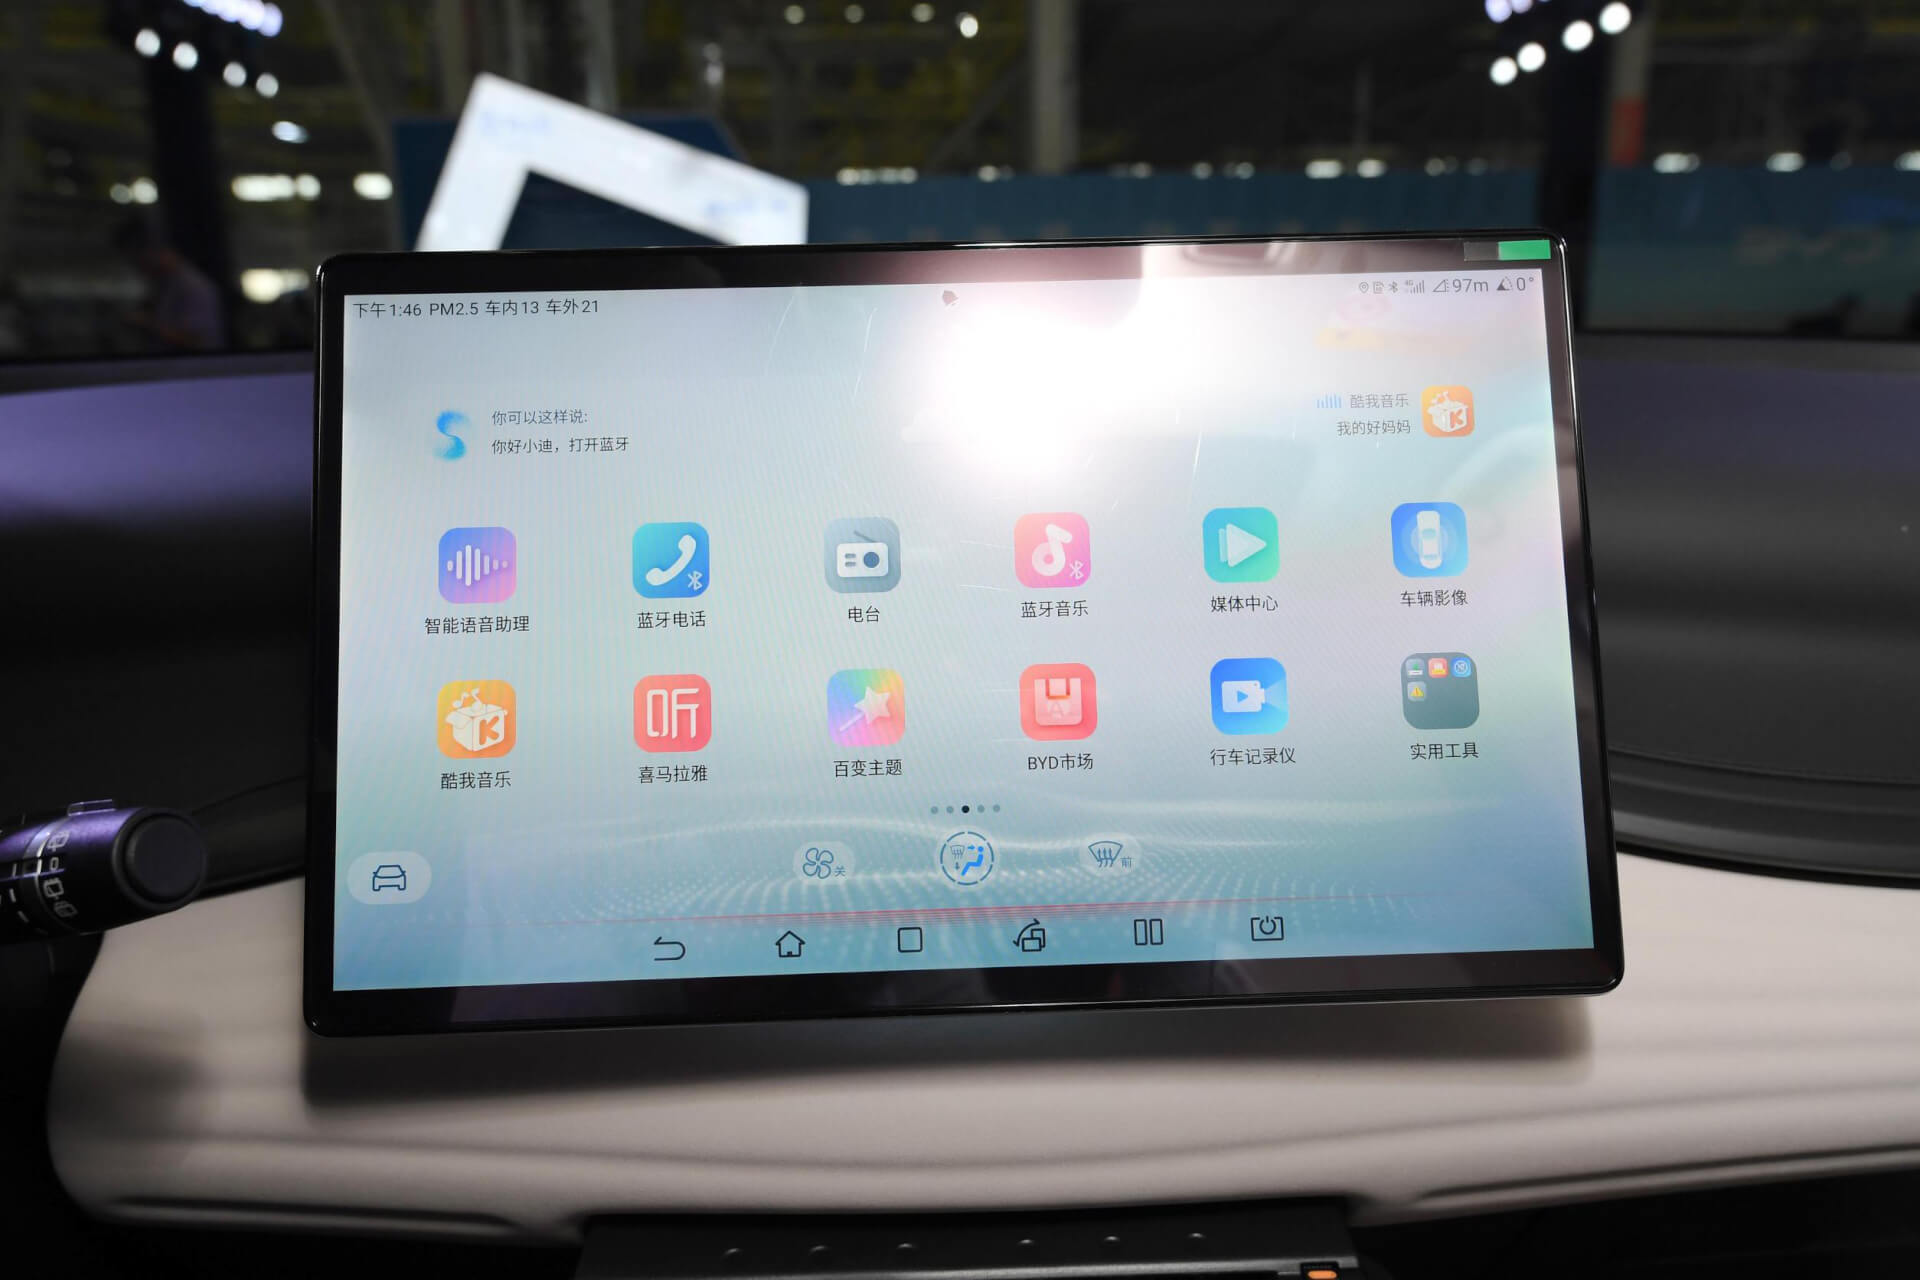 下午1:46 PM2.5 车内13 车外21
4G 97m 0°
你可以这样说:
你好小迪，打开蓝牙
酷我音乐
我的好妈妈
智能语音助理
蓝牙电话
电台
蓝牙音乐
媒体中心
车辆影像
酷我音乐
听
喜马拉雅
百变主题
BYD市场
行车记录仪
实用工具
关
前